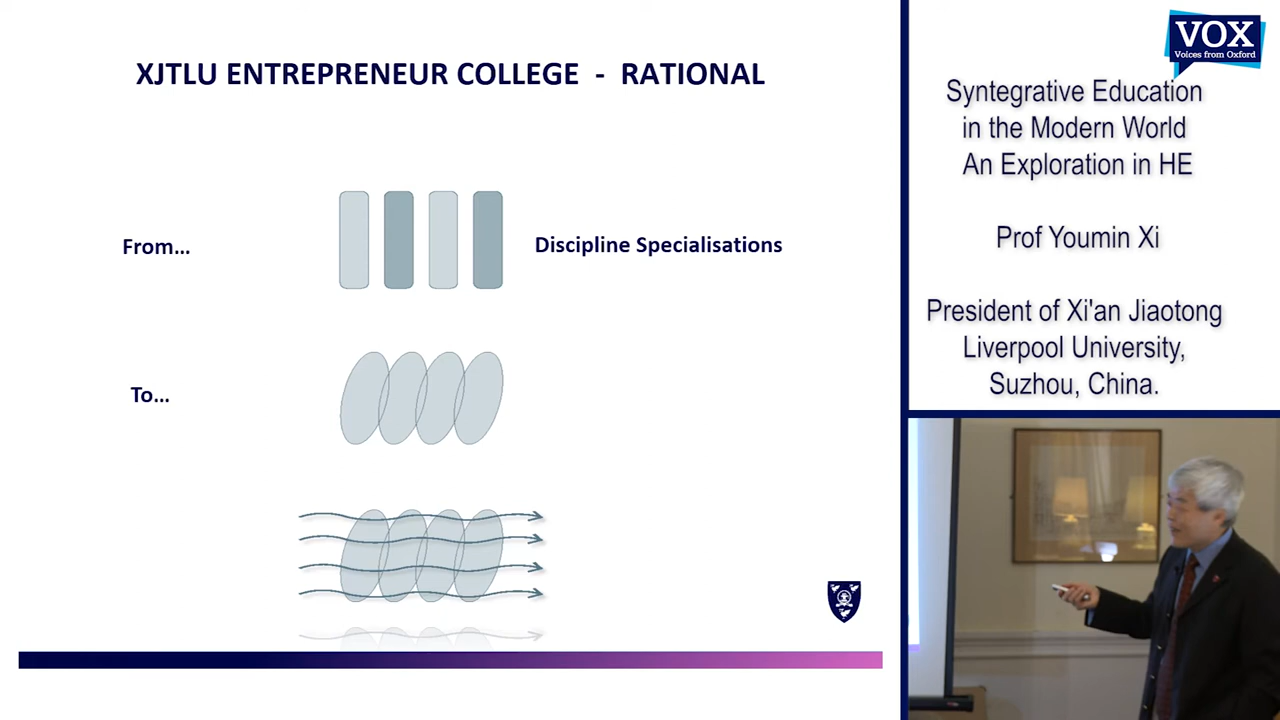 XJTLU ENTREPRENEUR COLLEGE - RATIONAL
From...
Discipline Specialisations
To...
VOX
Voices from Oxford
Syntegrative Education
in the Modern World
An Exploration in HE
Prof Youmin Xi
President of Xi'an Jiaotong
Liverpool University,
Suzhou, China.